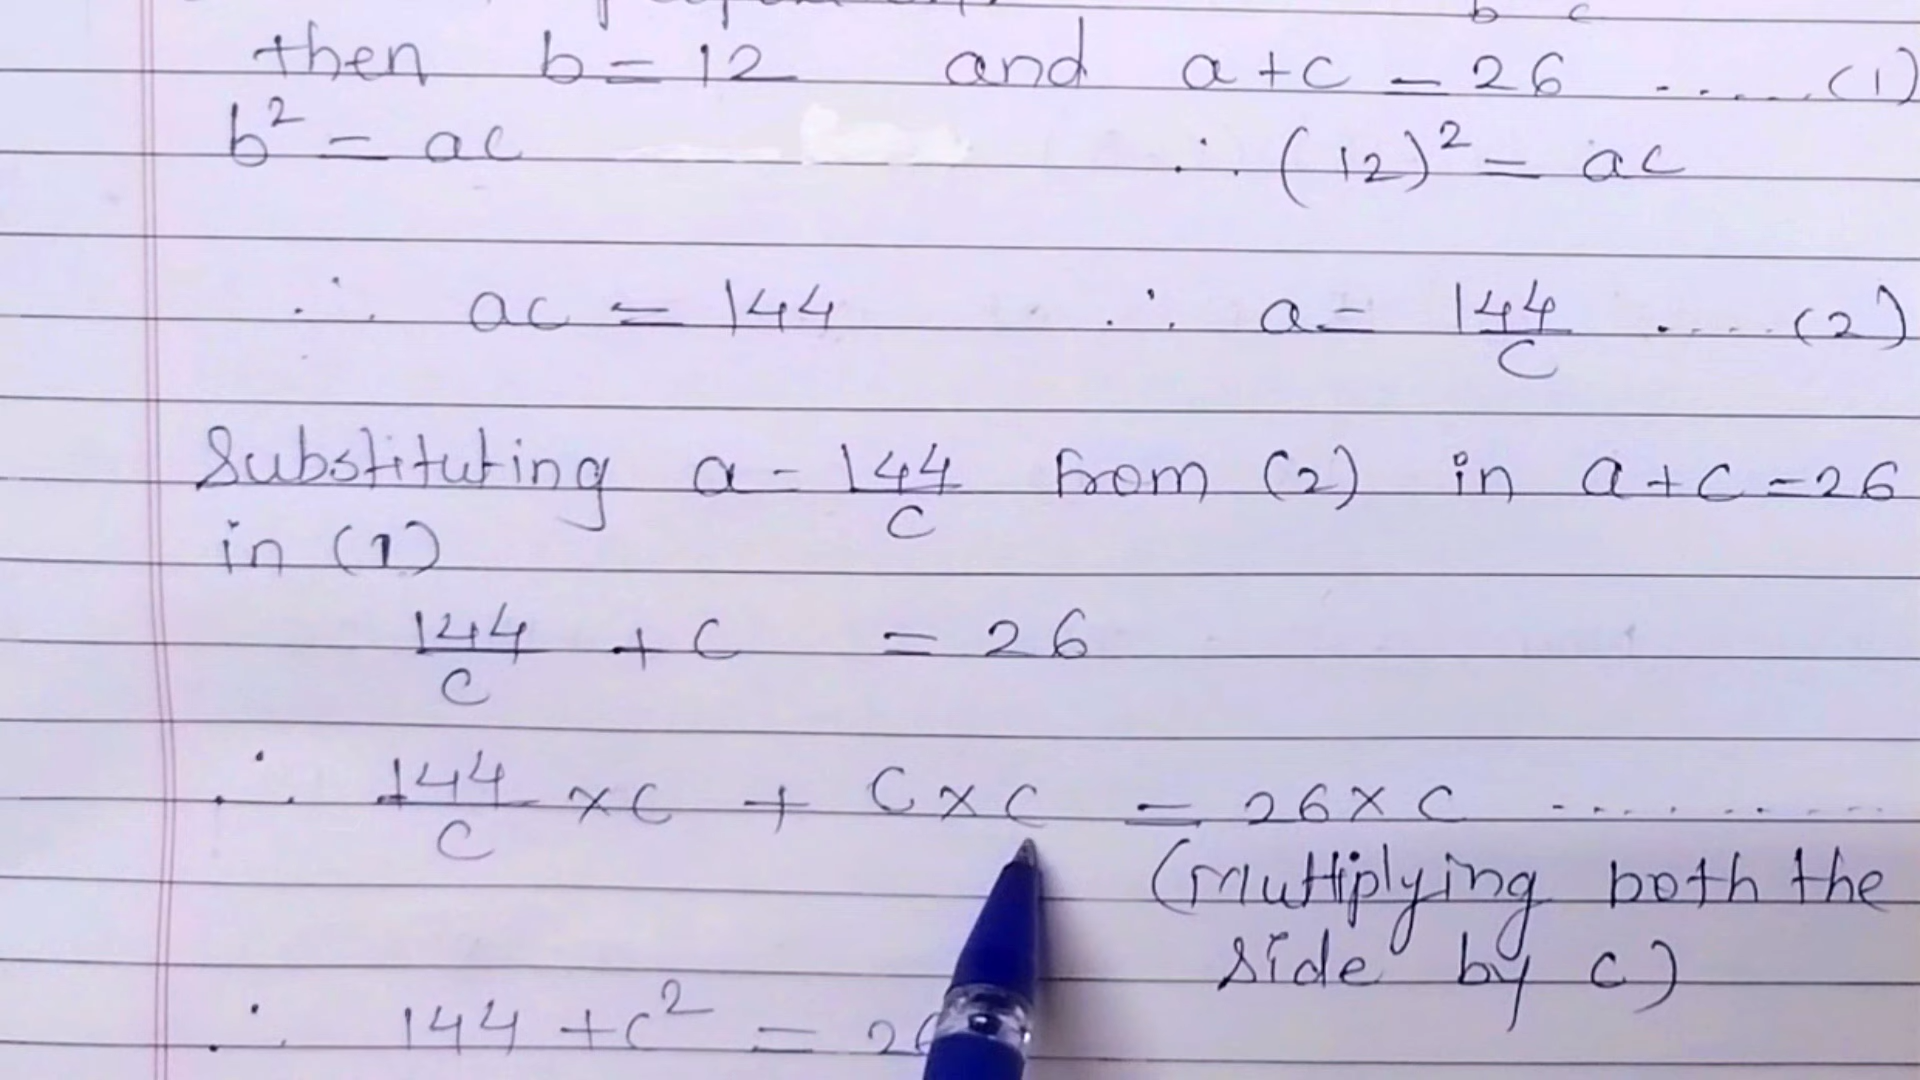 b c
then b = 12 and a + c = 26 ..... (1)
b² = ac ∴ (12)² = ac
∴ ac = 144 ∴ a = 144/c ..... (2)
Substituting a = 144/c from (2) in a + c = 26
in (1)
144/c + c = 26
∴ 144/c × c + c × c = 26 × c ..........
(Multiplying both the
side by c)
∴ 144 + c² = 26